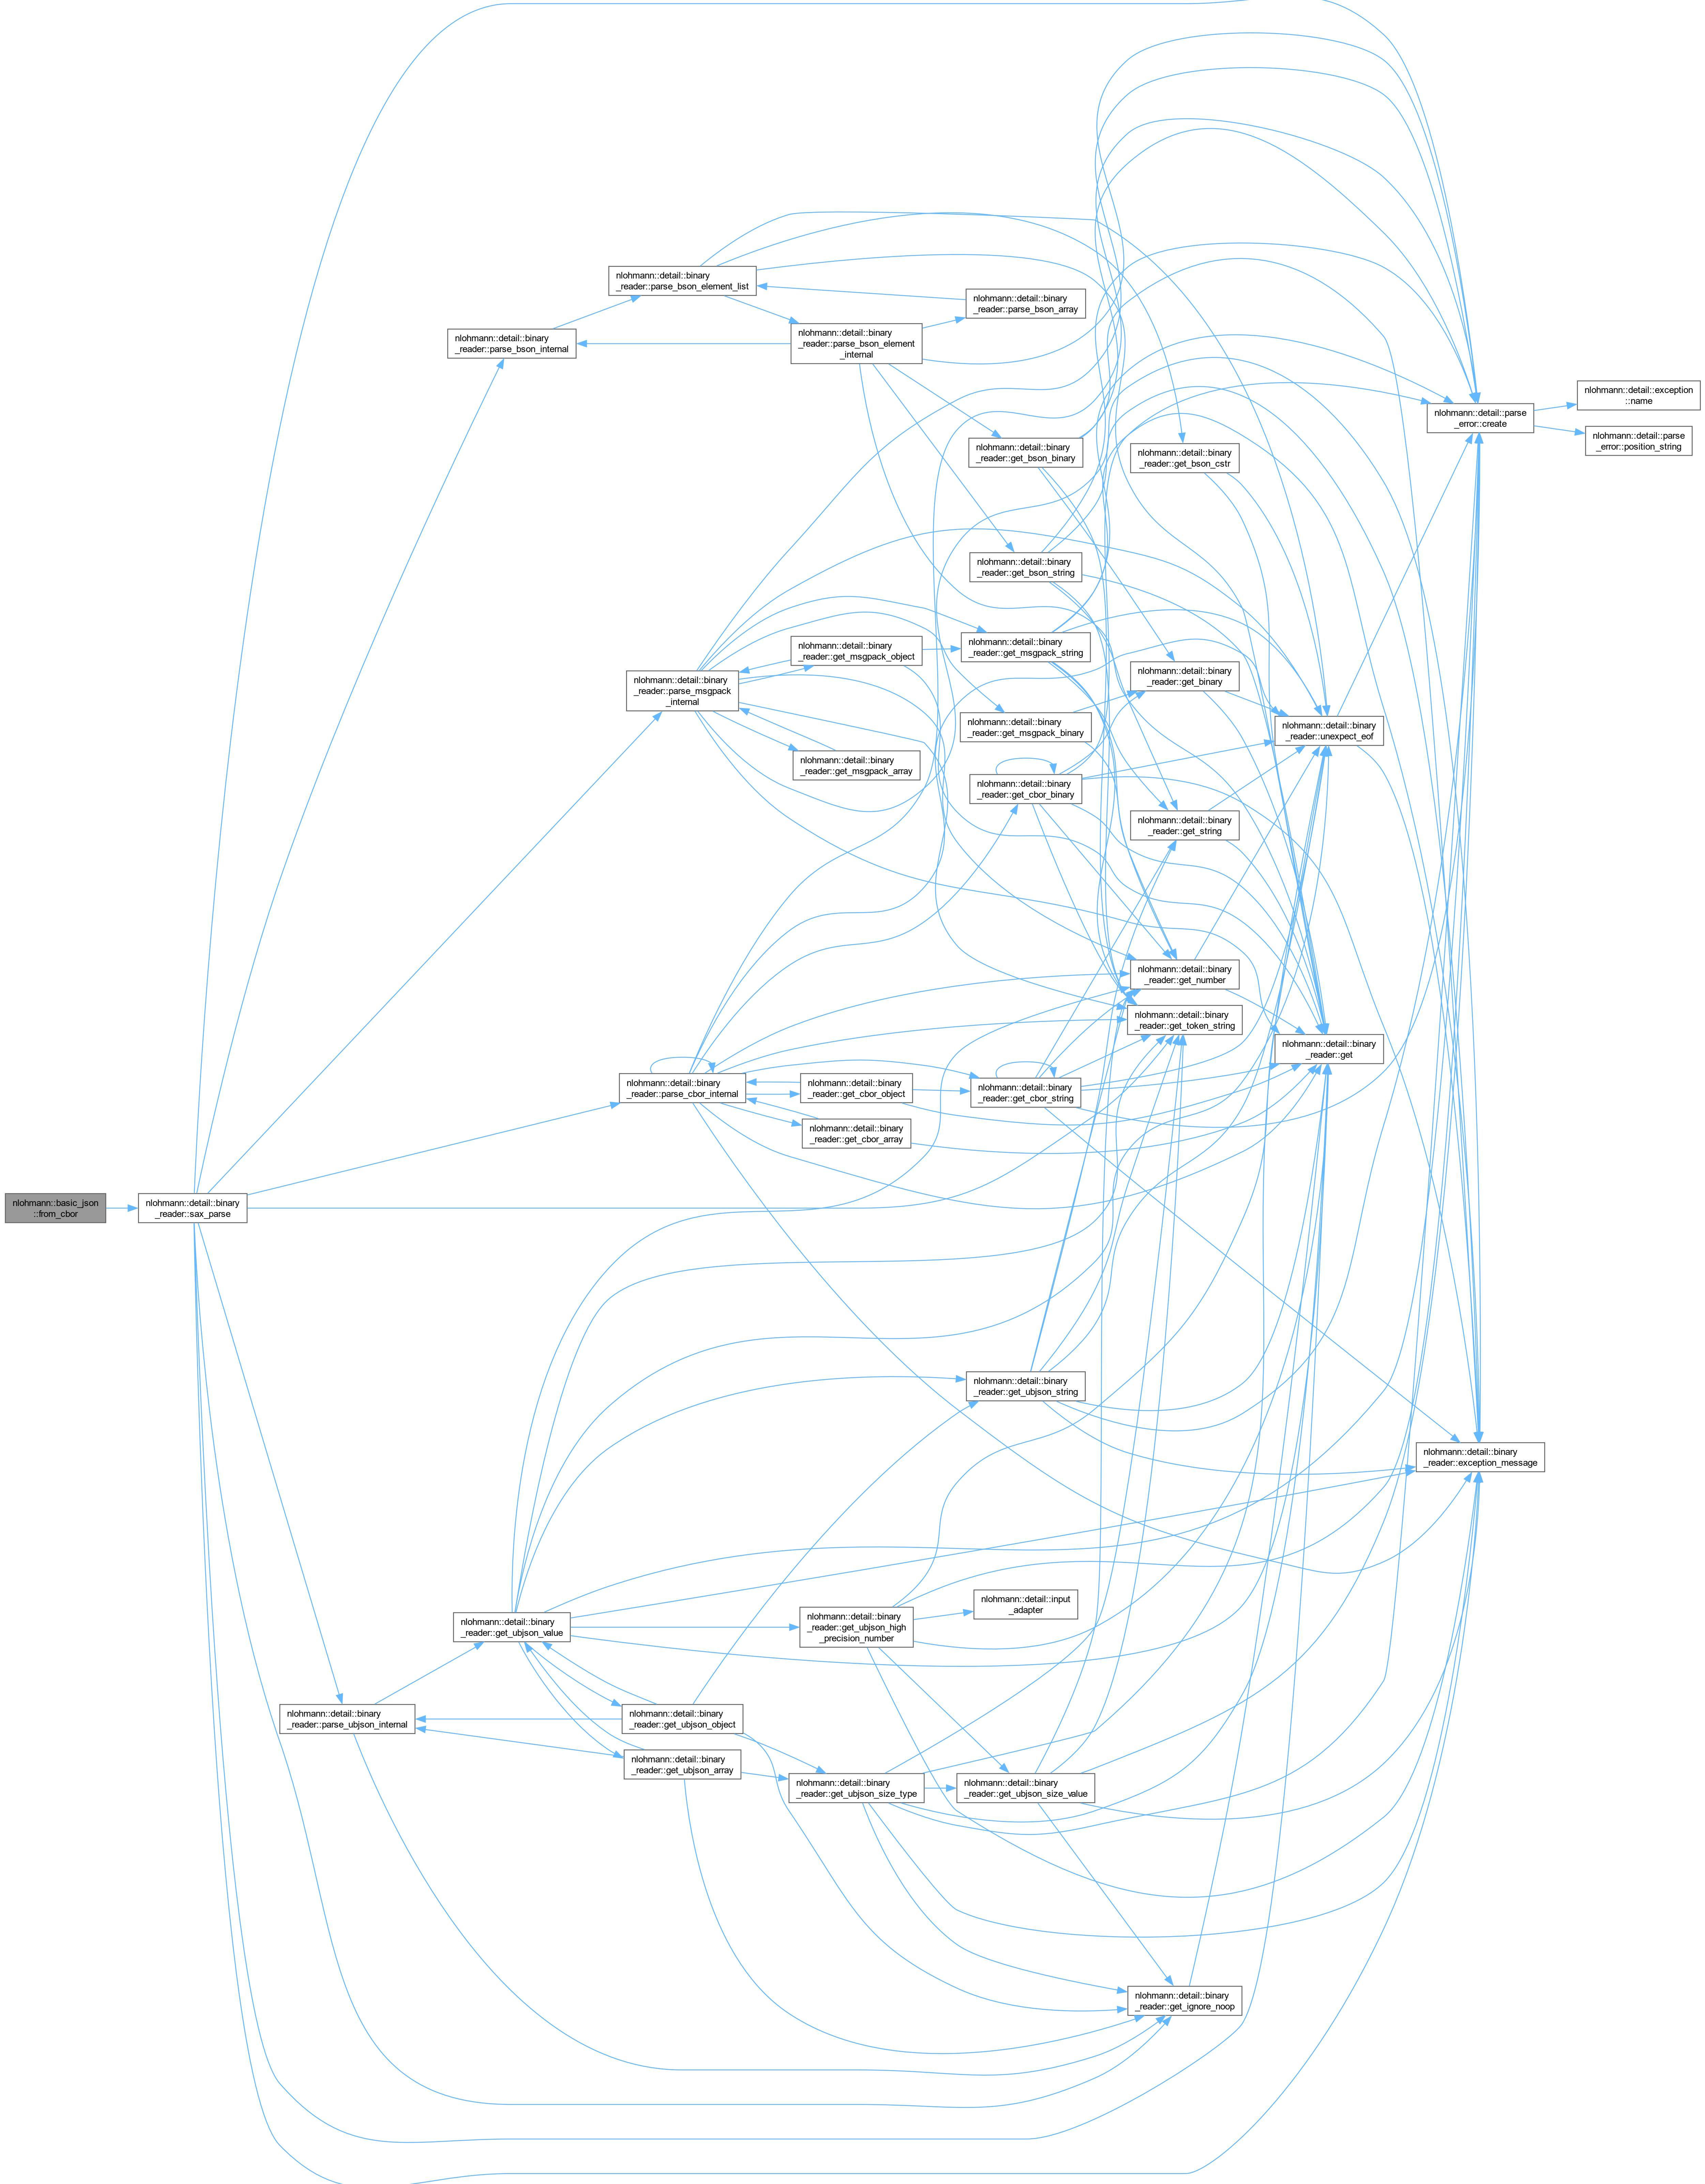 nlohmann::basic_json
::from_cbor
nlohmann::detail::binary
_reader::sax_parse
nlohmann::detail::binary
_reader::parse_bson_internal
nlohmann::detail::binary
_reader::parse_bson_element_list
nlohmann::detail::binary
_reader::parse_bson_element
_internal
nlohmann::detail::binary
_reader::parse_bson_array
nlohmann::detail::binary
_reader::get_bson_binary
nlohmann::detail::binary
_reader::get_bson_cstr
nlohmann::detail::parse
_error::create
nlohmann::detail::exception
::name
nlohmann::detail::parse
_error::position_string
nlohmann::detail::binary
_reader::get_bson_string
nlohmann::detail::binary
_reader::parse_msgpack
_internal
nlohmann::detail::binary
_reader::get_msgpack_object
nlohmann::detail::binary
_reader::get_msgpack_string
nlohmann::detail::binary
_reader::get_binary
nlohmann::detail::binary
_reader::get_msgpack_binary
nlohmann::detail::binary
_reader::unexpect_eof
nlohmann::detail::binary
_reader::get_msgpack_array
nlohmann::detail::binary
_reader::get_cbor_binary
nlohmann::detail::binary
_reader::get_string
nlohmann::detail::binary
_reader::get_number
nlohmann::detail::binary
_reader::get_token_string
nlohmann::detail::binary
_reader::get
nlohmann::detail::binary
_reader::parse_cbor_internal
nlohmann::detail::binary
_reader::get_cbor_object
nlohmann::detail::binary
_reader::get_cbor_string
nlohmann::detail::binary
_reader::get_cbor_array
nlohmann::detail::binary
_reader::get_ubjson_string
nlohmann::detail::binary
_reader::exception_message
nlohmann::detail::binary
_reader::get_ubjson_value
nlohmann::detail::binary
_reader::get_ubjson_high
_precision_number
nlohmann::detail::input
_adapter
nlohmann::detail::binary
_reader::parse_ubjson_internal
nlohmann::detail::binary
_reader::get_ubjson_object
nlohmann::detail::binary
_reader::get_ubjson_array
nlohmann::detail::binary
_reader::get_ubjson_size_type
nlohmann::detail::binary
_reader::get_ubjson_size_value
nlohmann::detail::binary
_reader::get_ignore_noop